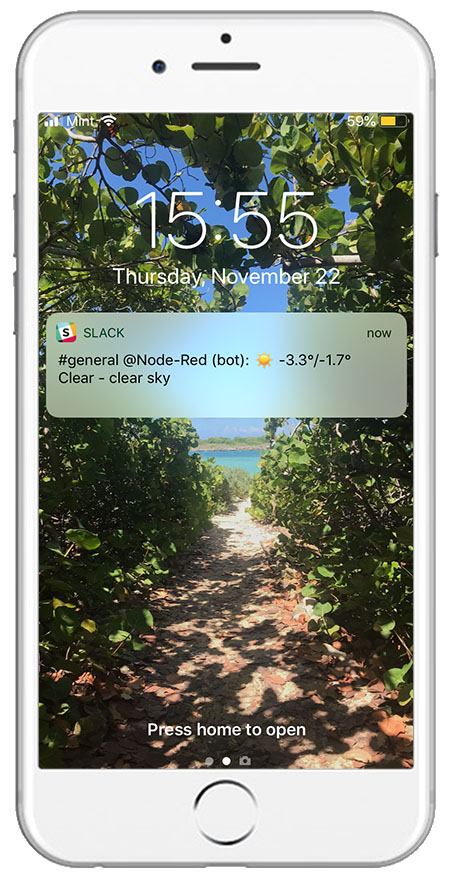 Mint 59%
15:55
Thursday, November 22
SLACK now
#general @Node-Red (bot): ☀️ -3.3°/-1.7°
Clear - clear sky
Press home to open